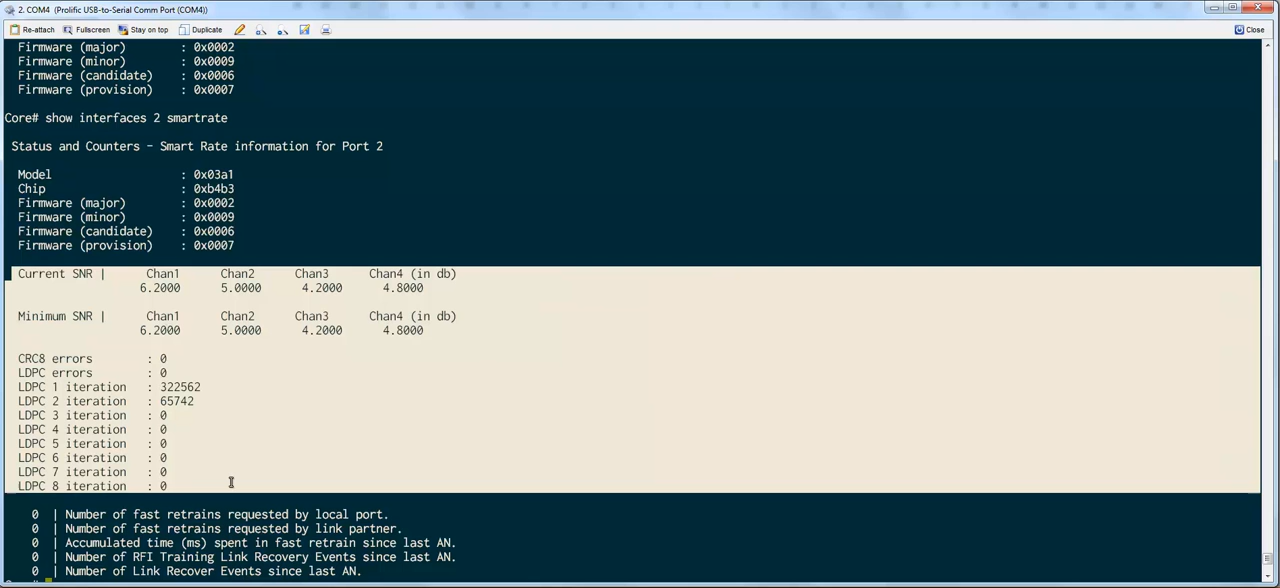 2. COM4 (Prolific USB-to-Serial Comm Port (COM4))
Re-attach Fullscreen Stay on top Duplicate Close
Firmware (major) : 0x0002
Firmware (minor) : 0x0009
Firmware (candidate) : 0x0006
Firmware (provision) : 0x0007
Core# show interfaces 2 smartrate
Status and Counters - Smart Rate information for Port 2
Model : 0x03a1
Chip : 0xb4b3
Firmware (major) : 0x0002
Firmware (minor) : 0x0009
Firmware (candidate) : 0x0006
Firmware (provision) : 0x0007
Current SNR | Chan1 Chan2 Chan3 Chan4 (in db)
6.2000 5.0000 4.2000 4.8000
Minimum SNR | Chan1 Chan2 Chan3 Chan4 (in db)
6.2000 5.0000 4.2000 4.8000
CRC8 errors : 0
LDPC errors : 0
LDPC 1 iteration : 322562
LDPC 2 iteration : 65742
LDPC 3 iteration : 0
LDPC 4 iteration : 0
LDPC 5 iteration : 0
LDPC 6 iteration : 0
LDPC 7 iteration : 0
LDPC 8 iteration : 0
0 | Number of fast retrains requested by local port.
0 | Number of fast retrains requested by link partner.
0 | Accumulated time (ms) spent in fast retrain since last AN.
0 | Number of RFI Training Link Recovery Events since last AN.
0 | Number of Link Recover Events since last AN.